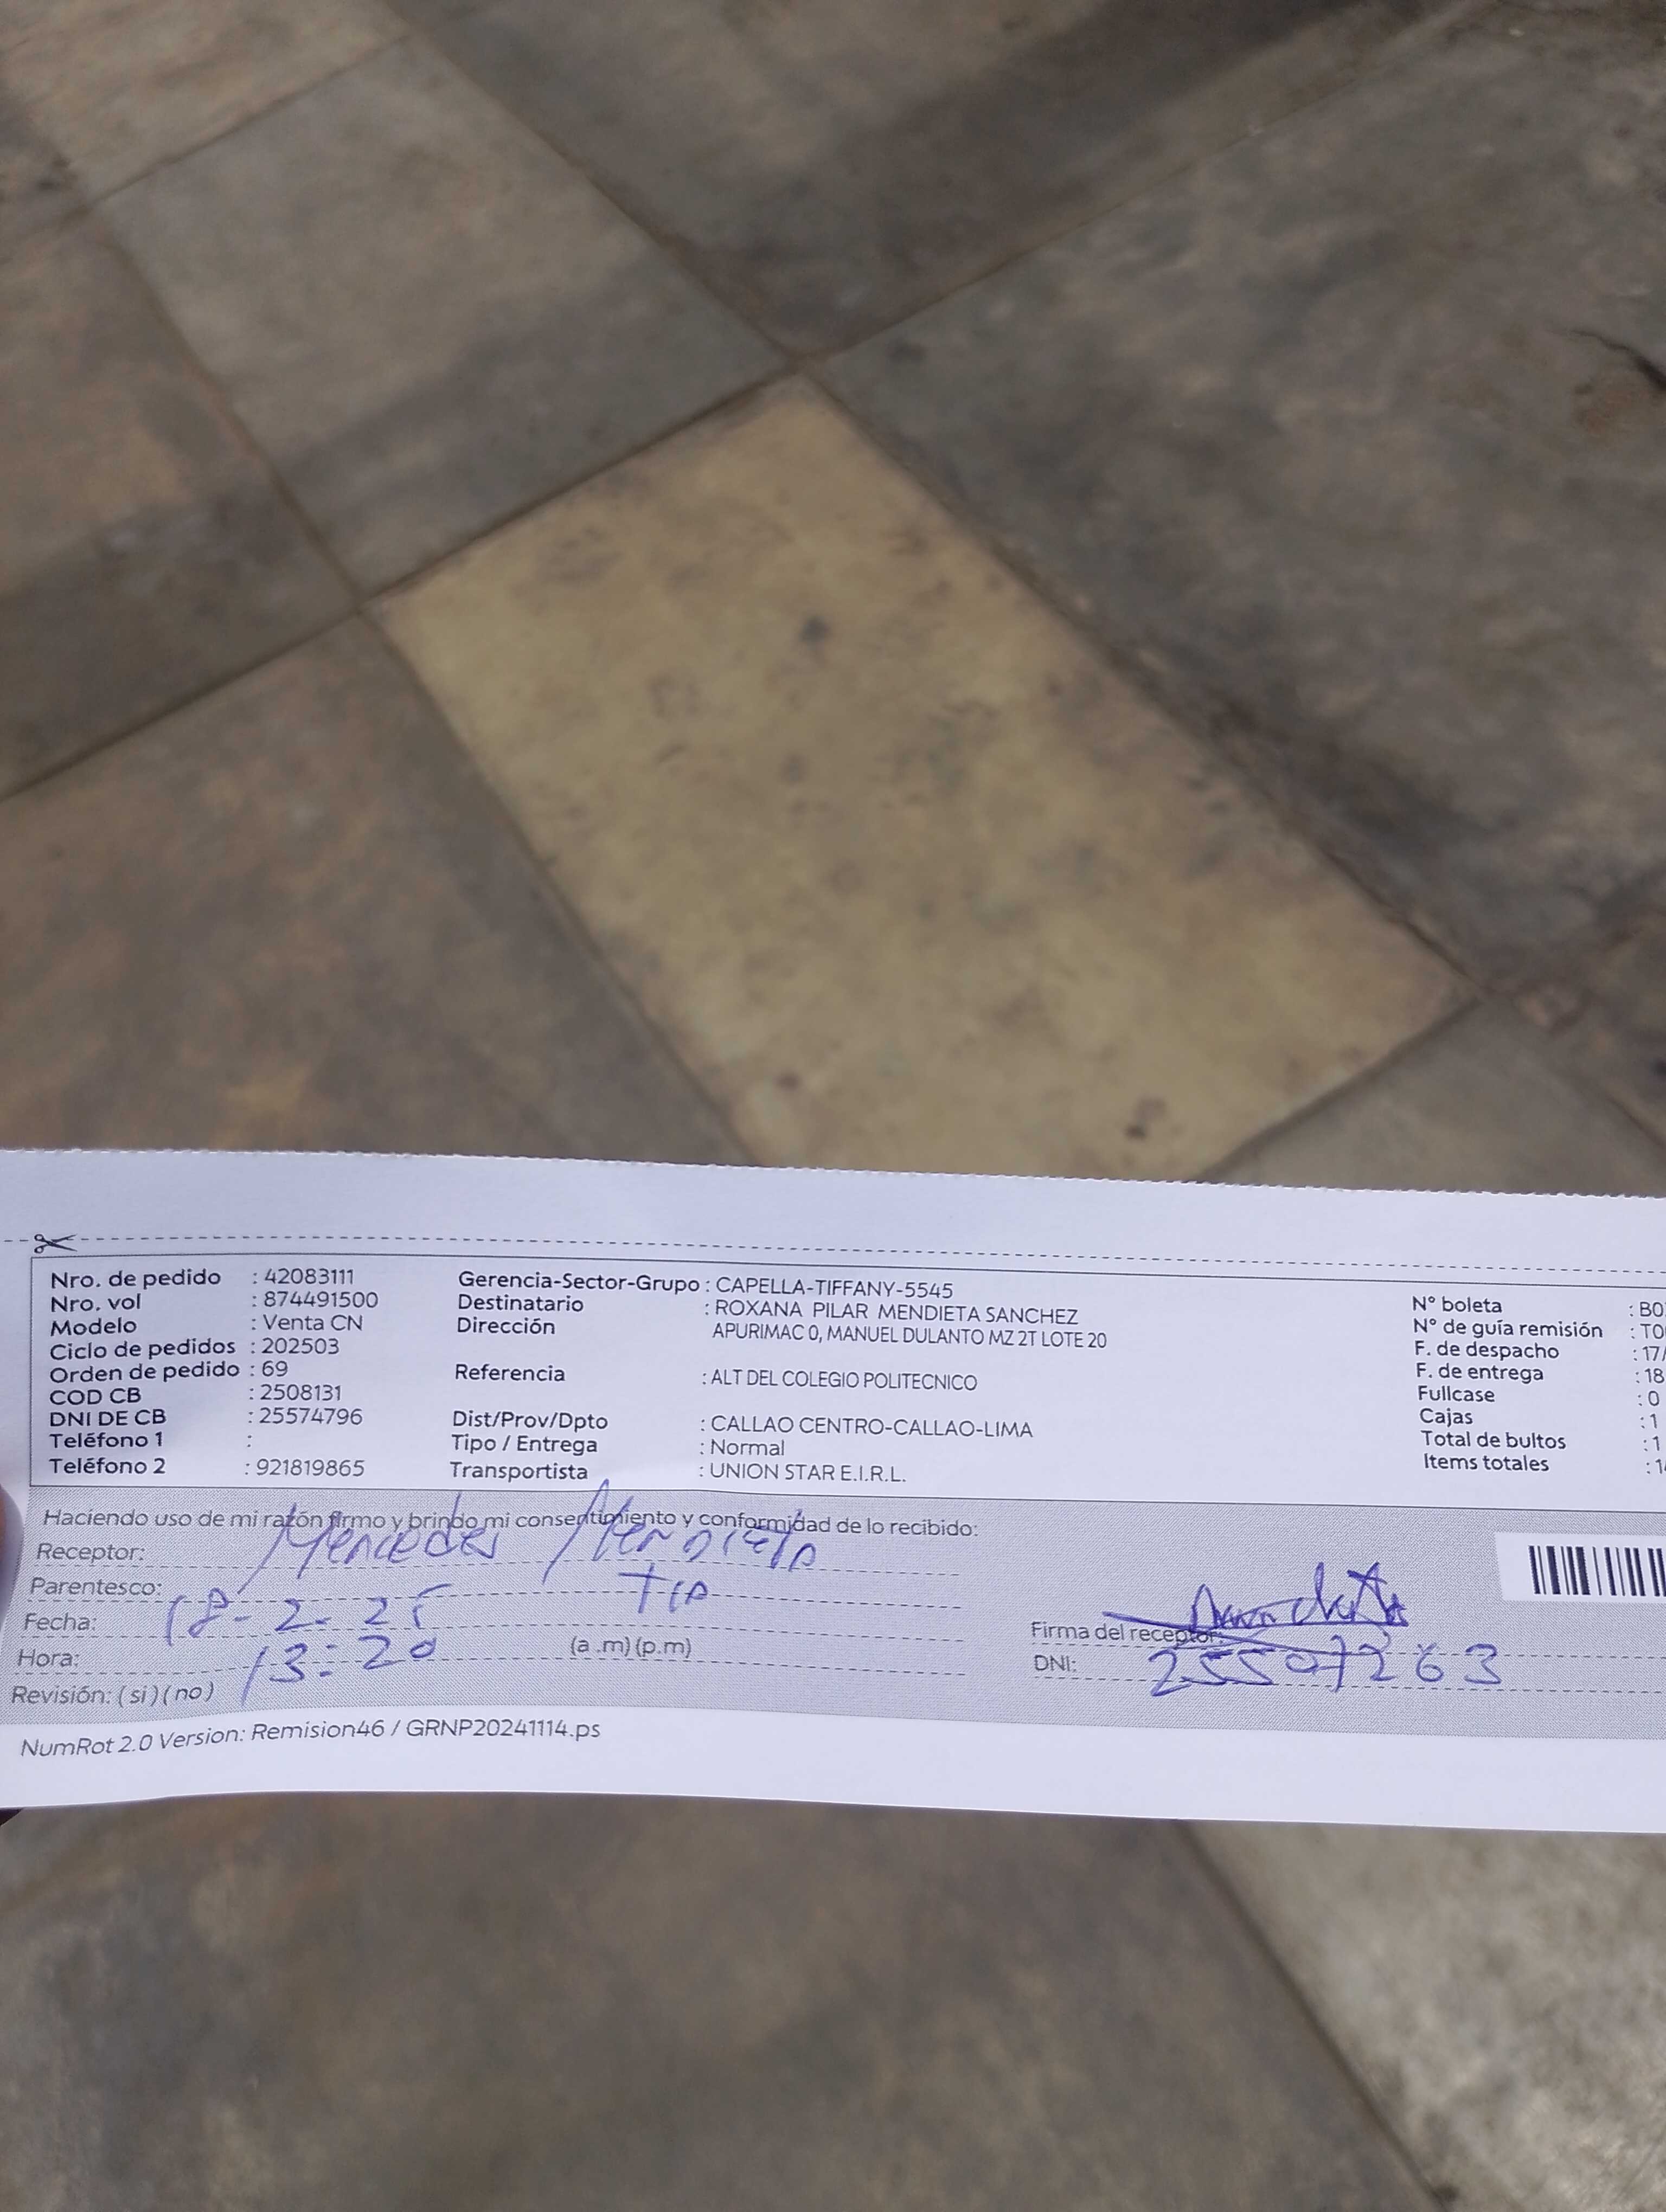 Nro. de pedido : 42083111
Nro. vol : 874491500
Modelo : Venta CN
Ciclo de pedidos : 202503
Orden de pedido : 69
COD CB : 2508131
DNI DE CB : 25574796
Teléfono 1 :
Teléfono 2 : 921819865
Gerencia-Sector-Grupo : CAPELLA-TIFFANY-5545
Destinatario : ROXANA PILAR MENDIETA SANCHEZ
Dirección APURIMAC 0, MANUEL DULANTO MZ 2T LOTE 20
Referencia : ALT DEL COLEGIO POLITECNICO
Dist/Prov/Dpto : CALLAO CENTRO-CALLAO-LIMA
Tipo / Entrega : Normal
Transportista : UNION STAR E.I.R.L.
N° boleta : BO
N° de guía remisión : TO
F. de despacho : 17/
F. de entrega : 18
Fullcase : 0
Cajas : 1
Total de bultos : 1
Items totales : 1
Haciendo uso de mi razón firmo y brindo mi consentimiento y conformidad de lo recibido:
Receptor: Mercedes Mendieta
Parentesco: TIA
Fecha: 18-2-25
Hora: 13:20 (a.m) (p.m)
Revisión: (si) (no)
Firma del receptor:
DNI: 25507263
NumRot 2.0 Version: Remision46 / GRNP20241114.ps